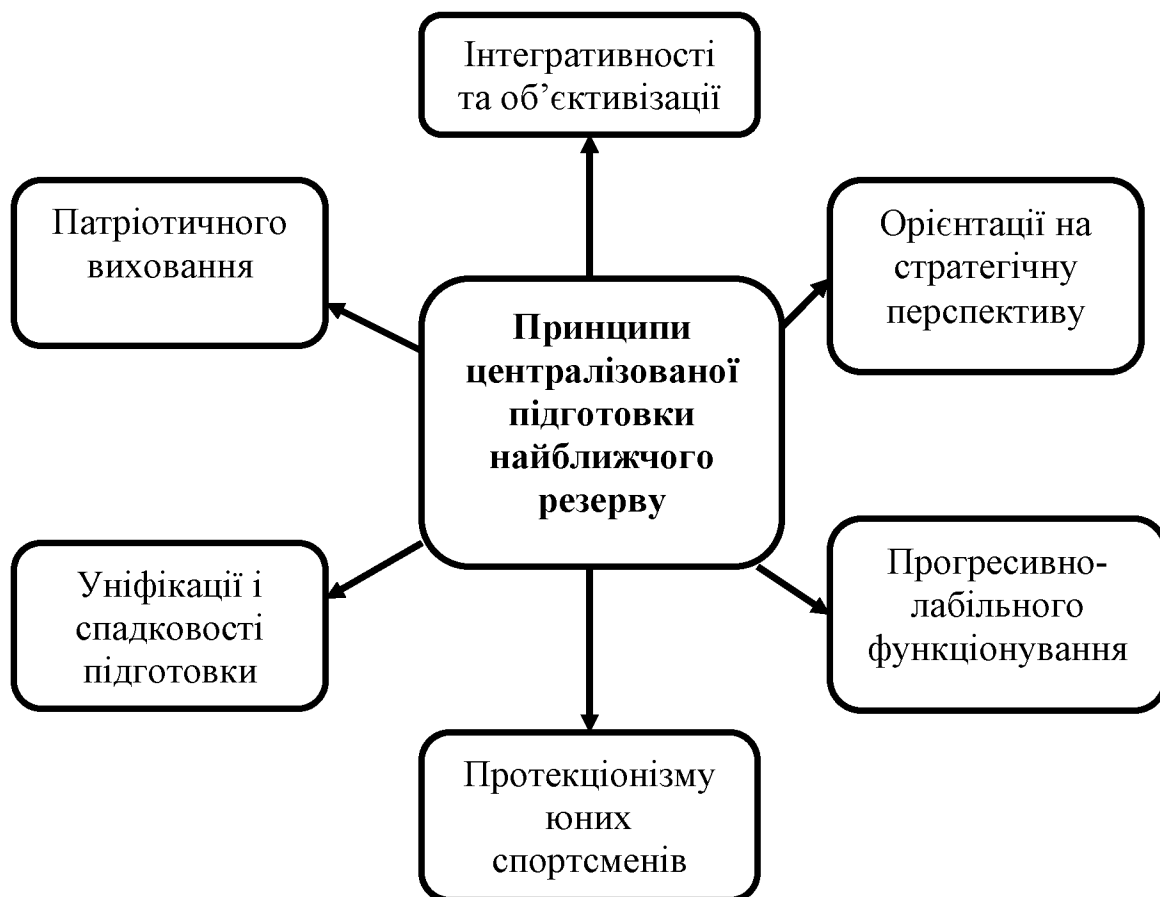 Інтегративності
та об’єктивізації
Патріотичного
виховання
Орієнтації на
стратегічну
перспективу
Принципи
централізованої
підготовки
найближчого
резерву
Уніфікації і
спадковості
підготовки
Прогресивно-
лабільного
функціонування
Протекціонізму
юних
спортсменів